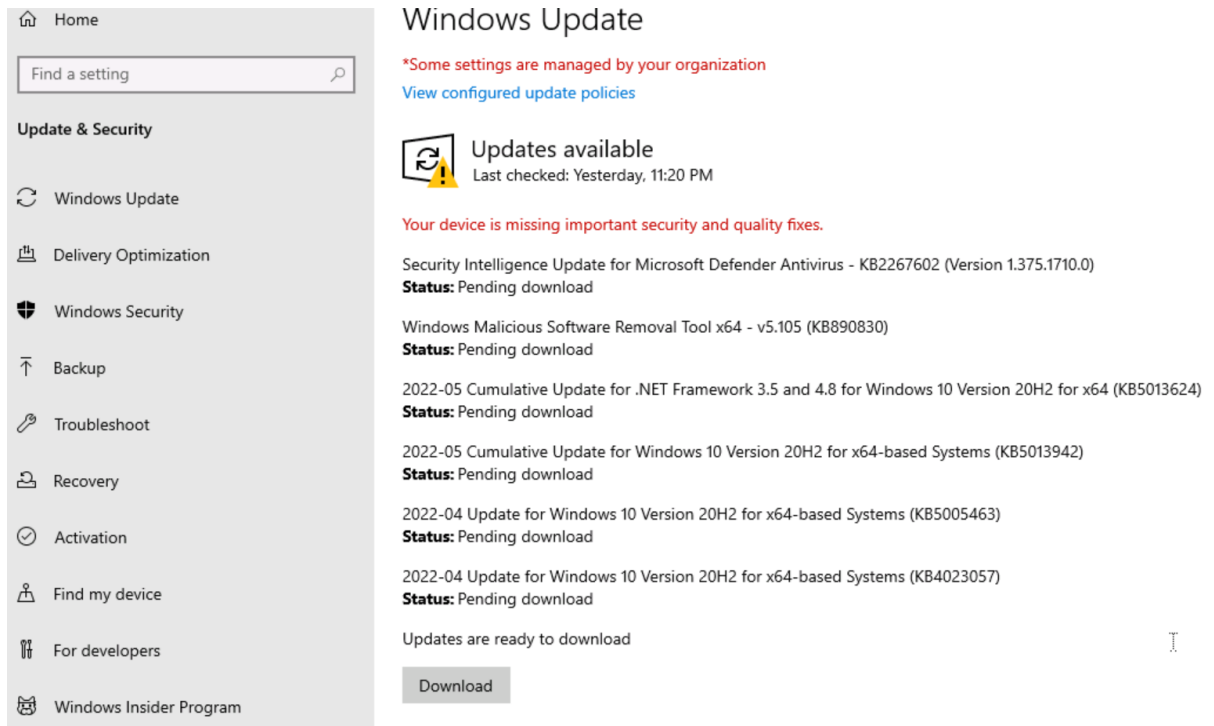 Home
Find a setting
Update & Security
Windows Update
Delivery Optimization
Windows Security
Backup
Troubleshoot
Recovery
Activation
Find my device
For developers
Windows Insider Program
Windows Update
*Some settings are managed by your organization
View configured update policies
Updates available
Last checked: Yesterday, 11:20 PM
Your device is missing important security and quality fixes.
Security Intelligence Update for Microsoft Defender Antivirus - KB2267602 (Version 1.375.1710.0)
Status: Pending download
Windows Malicious Software Removal Tool x64 - v5.105 (KB890830)
Status: Pending download
2022-05 Cumulative Update for .NET Framework 3.5 and 4.8 for Windows 10 Version 20H2 for x64 (KB5013624)
Status: Pending download
2022-05 Cumulative Update for Windows 10 Version 20H2 for x64-based Systems (KB5013942)
Status: Pending download
2022-04 Update for Windows 10 Version 20H2 for x64-based Systems (KB5005463)
Status: Pending download
2022-04 Update for Windows 10 Version 20H2 for x64-based Systems (KB4023057)
Status: Pending download
Updates are ready to download
Download